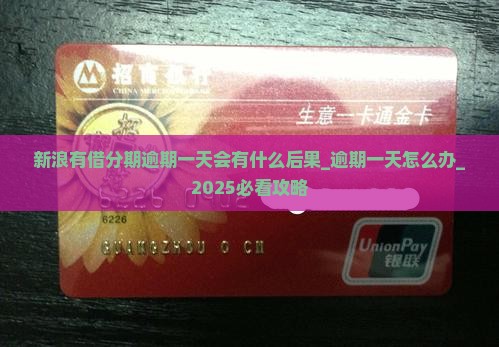 招商银行
CHINA MERCHANTS BANK
生意一卡通金卡
新浪有借分期逾期一天会有什么后果_逾期一天怎么办_
2025必看攻略
6226
GUANGZHOU O CM
UnionPay
银联